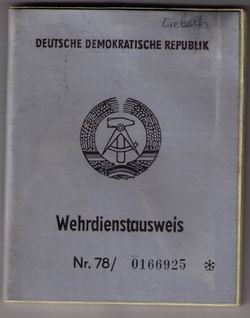 Liebsch
DEUTSCHE DEMOKRATISCHE REPUBLIK
Wehrdienstausweis
Nr. 78/ 0166925 *